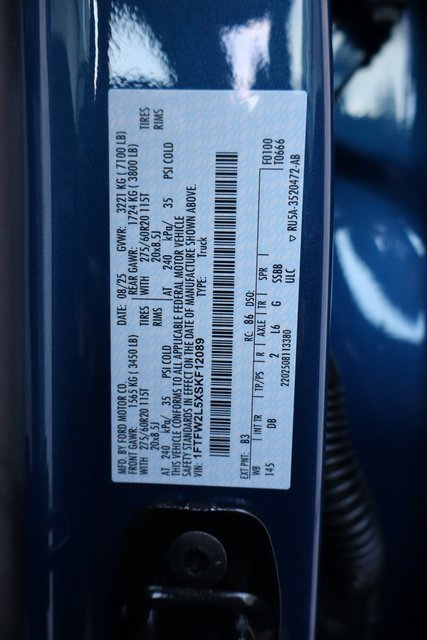 MFD. BY FORD MOTOR CO. DATE: 08/25 GVWR: 3221 KG (7100 LB)
FRONT GAWR: 1565 KG (3450 LB) REAR GAWR: 1724 KG (3800 LB)
WITH 275/60R20 115T TIRES WITH 275/60R20 115T TIRES
20x8.5J RIMS 20x8.5J RIMS
AT 240 kPa/ 35 PSI COLD AT 240 kPa/ 35 PSI COLD
THIS VEHICLE CONFORMS TO ALL APPLICABLE FEDERAL MOTOR VEHICLE
SAFETY STANDARDS IN EFFECT ON THE DATE OF MANUFACTURE SHOWN ABOVE.
VIN: 1FTFW2L5XSKF12089 TYPE: Truck
EXT PNT: B3 RC: 86 DSO: F0100
WB INT TR TP/PS R AXLE TR SPR T0666
145 DB 2 L6 G SSBB
ULC
2202508113380 ▽ RU5A-3520472-AB